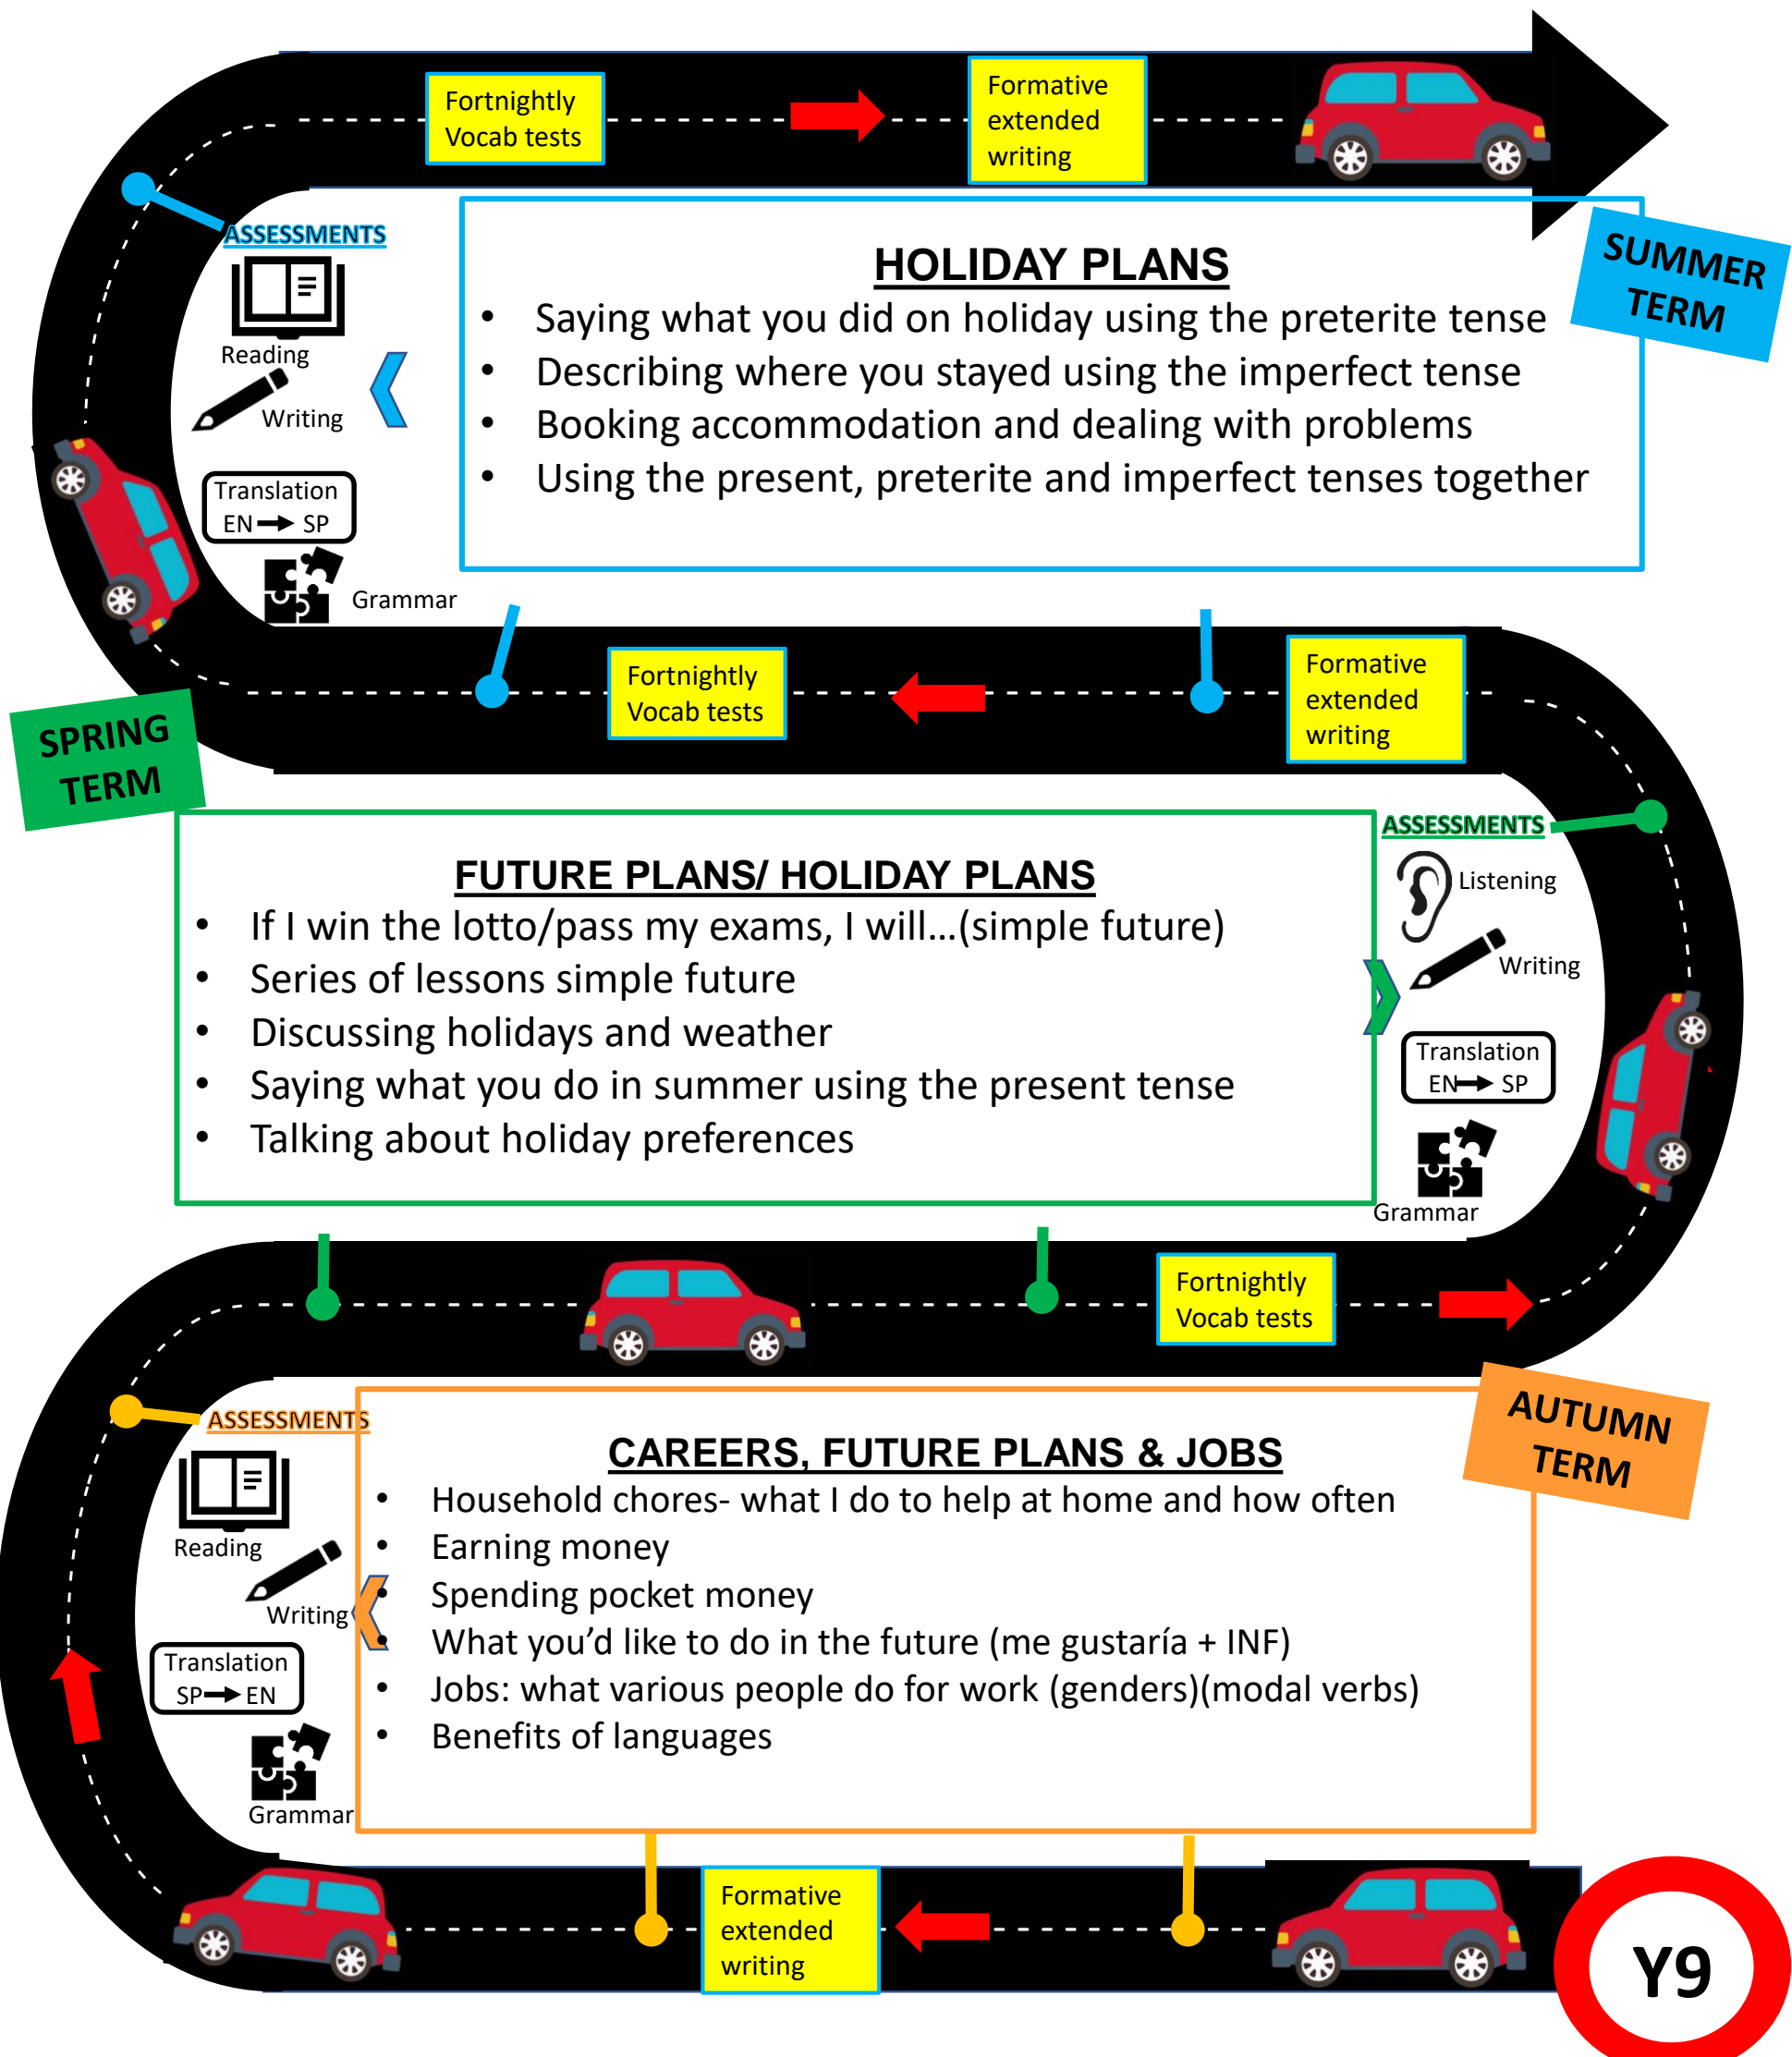 Fortnightly
Vocab tests
Formative
extended
writing
ASSESSMENTS
Reading
Writing
Translation
EN SP
Grammar
SUMMER
TERM
HOLIDAY PLANS
• Saying what you did on holiday using the preterite tense
• Describing where you stayed using the imperfect tense
• Booking accommodation and dealing with problems
• Using the present, preterite and imperfect tenses together
Fortnightly
Vocab tests
Formative
extended
writing
SPRING
TERM
FUTURE PLANS/ HOLIDAY PLANS
• If I win the lotto/pass my exams, I will...(simple future)
• Series of lessons simple future
• Discussing holidays and weather
• Saying what you do in summer using the present tense
• Talking about holiday preferences
ASSESSMENTS
Listening
Writing
Translation
EN SP
Grammar
Fortnightly
Vocab tests
AUTUMN
TERM
ASSESSMENTS
Reading
Writing
Translation
SP EN
Grammar
CAREERS, FUTURE PLANS & JOBS
• Household chores- what I do to help at home and how often
• Earning money
• Spending pocket money
• What you'd like to do in the future (me gustaría + INF)
• Jobs: what various people do for work (genders)(modal verbs)
• Benefits of languages
Formative
extended
writing
Y9